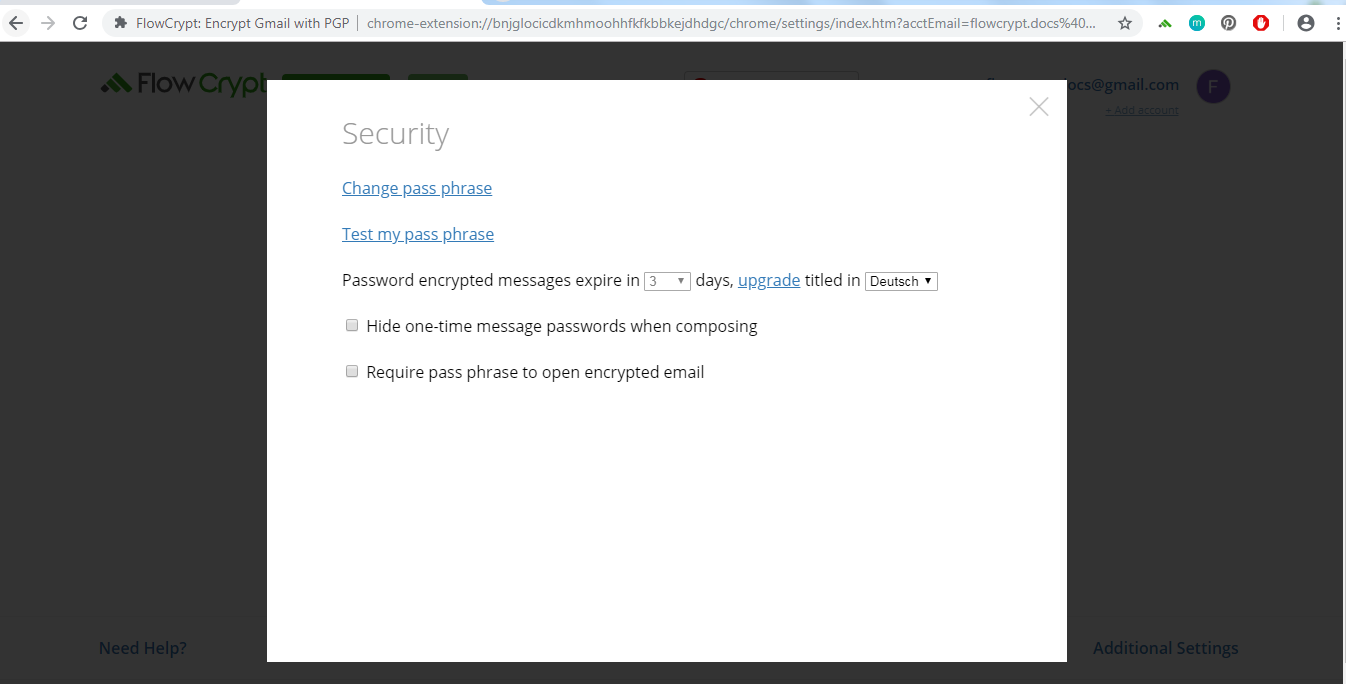 FlowCrypt: Encrypt Gmail with PGP | chrome-extension://bnjglocicdkmhmoohhfkfkbbkejdhdgc/chrome/settings/index.htm?acctEmail=flowcrypt.docs%40...
m
FlowCrypt
ocs@gmail.com
F
+ Add account
Security
Change pass phrase
Test my pass phrase
Password encrypted messages expire in 3 days, upgrade titled in Deutsch
Hide one-time message passwords when composing
Require pass phrase to open encrypted email
Need Help?
Additional Settings